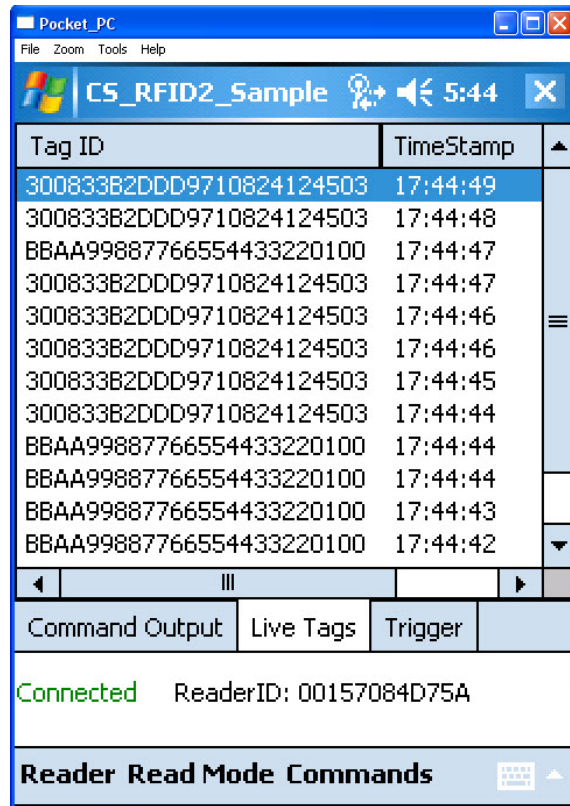 Pocket_PC
File Zoom Tools Help
CS_RFID2_Sample 5:44
Tag ID TimeStamp
300833B2DDD9710824124503 17:44:49
300833B2DDD9710824124503 17:44:48
BBAA99887766554433220100 17:44:47
300833B2DDD9710824124503 17:44:47
300833B2DDD9710824124503 17:44:46
300833B2DDD9710824124503 17:44:46
300833B2DDD9710824124503 17:44:45
300833B2DDD9710824124503 17:44:44
BBAA99887766554433220100 17:44:44
BBAA99887766554433220100 17:44:44
BBAA99887766554433220100 17:44:43
BBAA99887766554433220100 17:44:42
Command Output Live Tags Trigger
Connected ReaderID: 00157084D75A
Reader Read Mode Commands